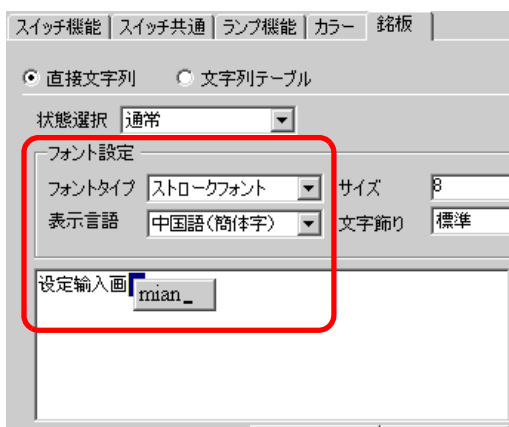 スイッチ機能 スイッチ共通 ランプ機能 カラー 銘板
直接文字列 文字列テーブル
状態選択 通常
フォント設定
フォントタイプ ストロークフォント サイズ 8
表示言語 中国語(簡体字) 文字飾り 標準
设定输入画 mian_